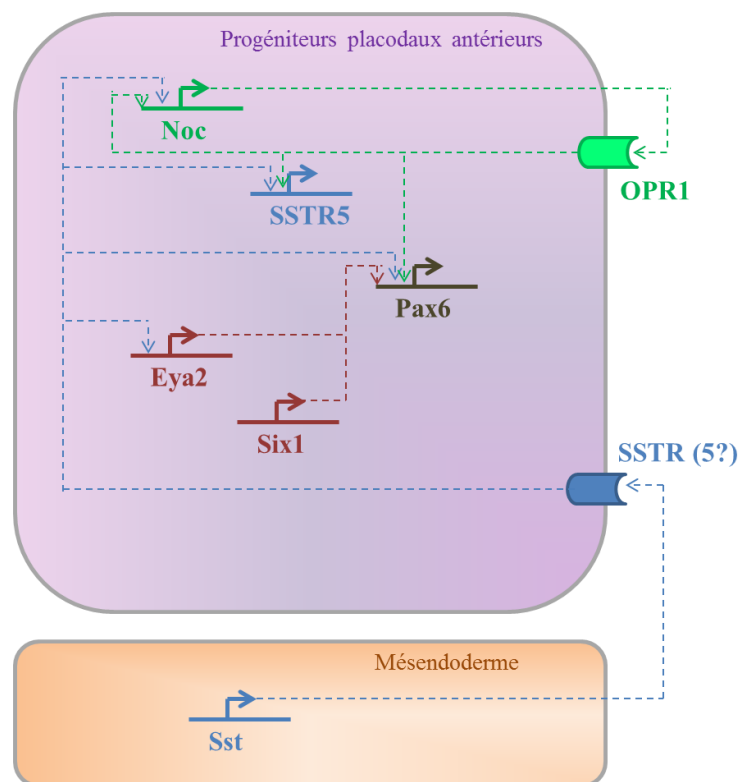 Progéniteurs placodaux antérieurs
Noc
OPR1
SSTR5
Pax6
Eya2
Six1
SSTR (5?)
Mésendoderme
Sst